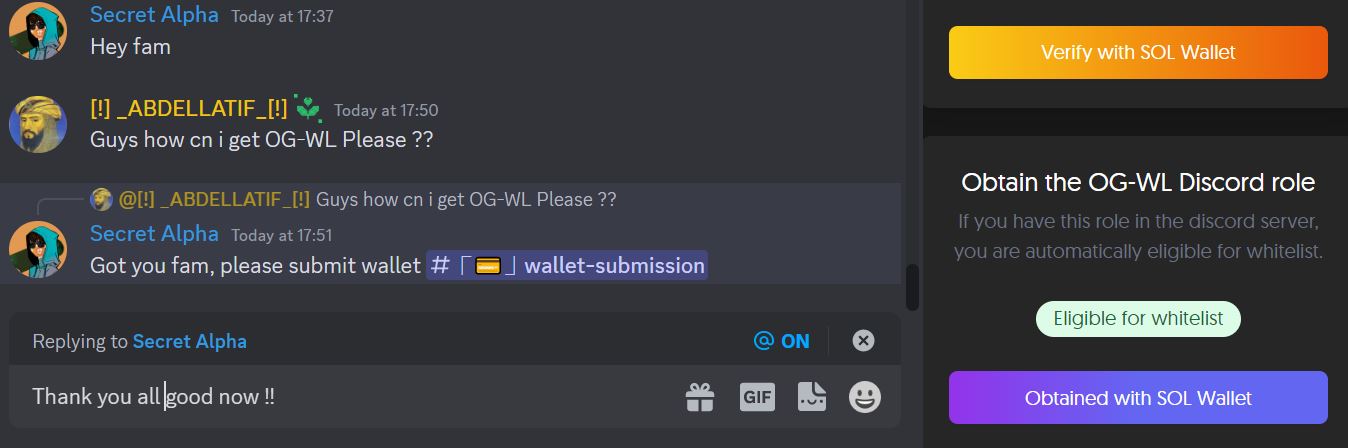 Secret Alpha Today at 17:37
Hey fam
[!] _ABDELLATIF_[!] Today at 17:50
Guys how cn i get OG-WL Please ??
@[!] _ABDELLATIF_[!] Guys how cn i get OG-WL Please ??
Secret Alpha Today at 17:51
Got you fam, please submit wallet # 「💳」wallet-submission
Replying to Secret Alpha @ ON
Thank you all good now !! GIF
Verify with SOL Wallet
Obtain the OG-WL Discord role
If you have this role in the discord server,
you are automatically eligible for whitelist.
Eligible for whitelist
Obtained with SOL Wallet